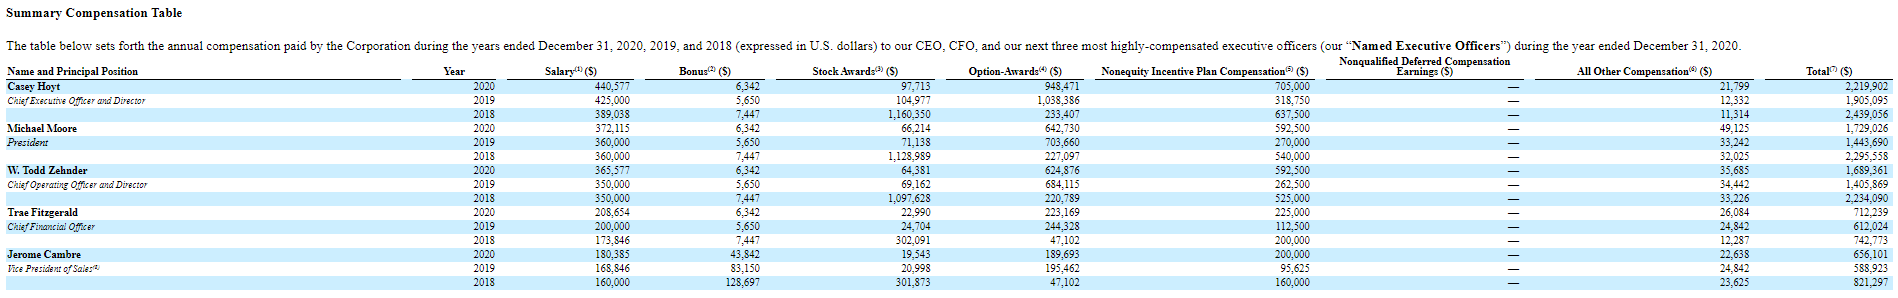 Summary Compensation Table
The table below sets forth the annual compensation paid by the Corporation during the years ended December 31, 2020, 2019, and 2018 (expressed in U.S. dollars) to our CEO, CFO, and our next three most highly-compensated executive officers (our “Named Executive Officers”) during the year ended December 31, 2020.
Name and Principal Position Year Salary(1) ($) Bonus(2) ($) Stock Awards(3) ($) Option-Awards(4) ($) Nonequity Incentive Plan Compensation(5) ($) Nonqualified Deferred Compensation Earnings ($) All Other Compensation(6) ($) Total(7) ($)
Casey Hoyt 2020 440,577 6,342 97,713 948,471 705,000 — 21,799 2,219,902
Chief Executive Officer and Director 2019 425,000 5,650 104,977 1,038,386 318,750 — 12,332 1,905,095
2018 389,038 7,447 1,160,350 233,407 637,500 — 11,314 2,439,056
Michael Moore 2020 372,115 6,342 66,214 642,730 592,500 — 49,125 1,729,026
President 2019 360,000 5,650 71,138 703,660 270,000 — 33,242 1,443,690
2018 360,000 7,447 1,128,989 227,097 540,000 — 32,025 2,295,558
W. Todd Zehnder 2020 365,577 6,342 64,381 624,876 592,500 — 35,685 1,689,361
Chief Operating Officer and Director 2019 350,000 5,650 69,162 684,115 262,500 — 34,442 1,405,869
2018 350,000 7,447 1,097,628 220,789 525,000 — 33,226 2,234,090
Trae Fitzgerald 2020 208,654 6,342 22,990 223,169 225,000 — 26,084 712,239
Chief Financial Officer 2019 200,000 5,650 24,704 244,328 112,500 — 24,842 612,024
2018 173,846 7,447 302,091 47,102 200,000 — 12,287 742,773
Jerome Cambre 2020 180,385 43,842 19,543 189,693 200,000 — 22,638 656,101
Vice President of Sales(2) 2019 168,846 83,150 20,998 195,462 95,625 — 24,842 588,923
2018 160,000 128,697 301,873 47,102 160,000 — 23,625 821,297